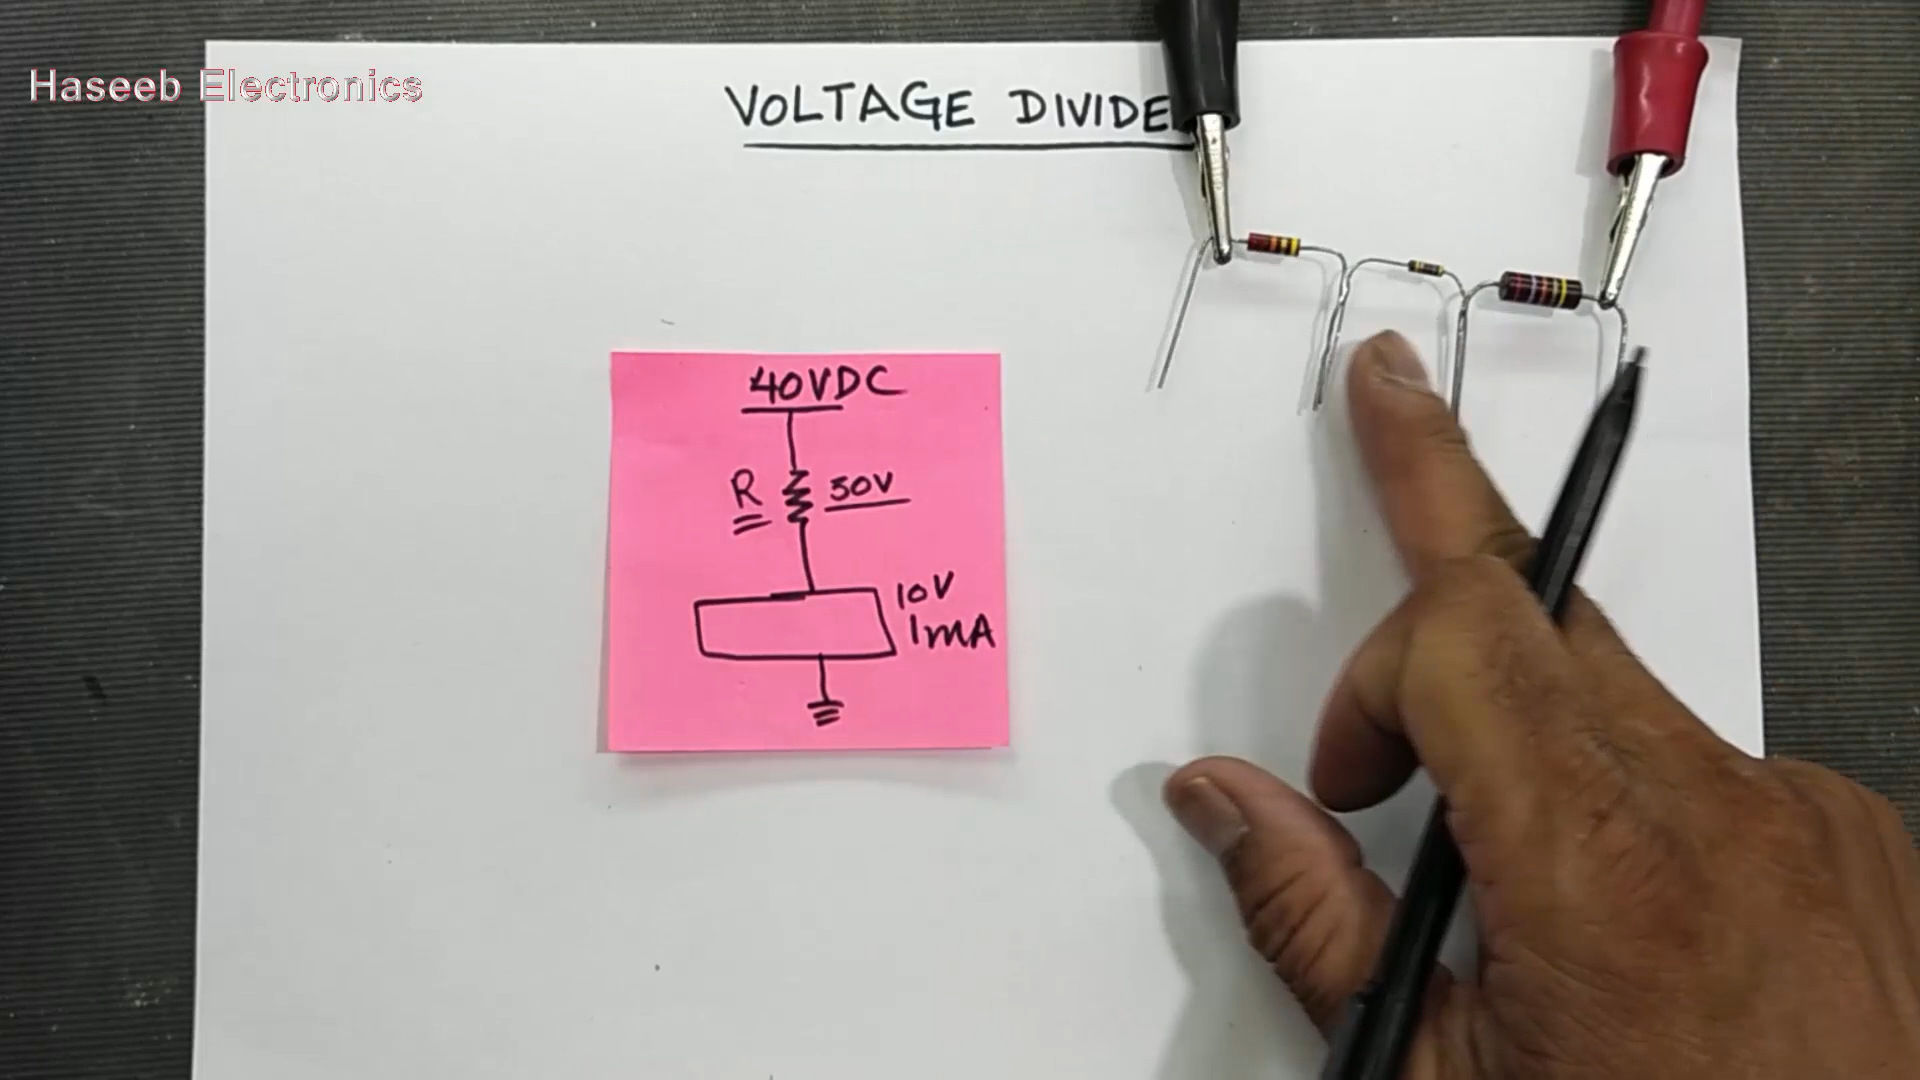 Haseeb Electronics
VOLTAGE DIVIDE
40VDC
R 30V
10V
1mA